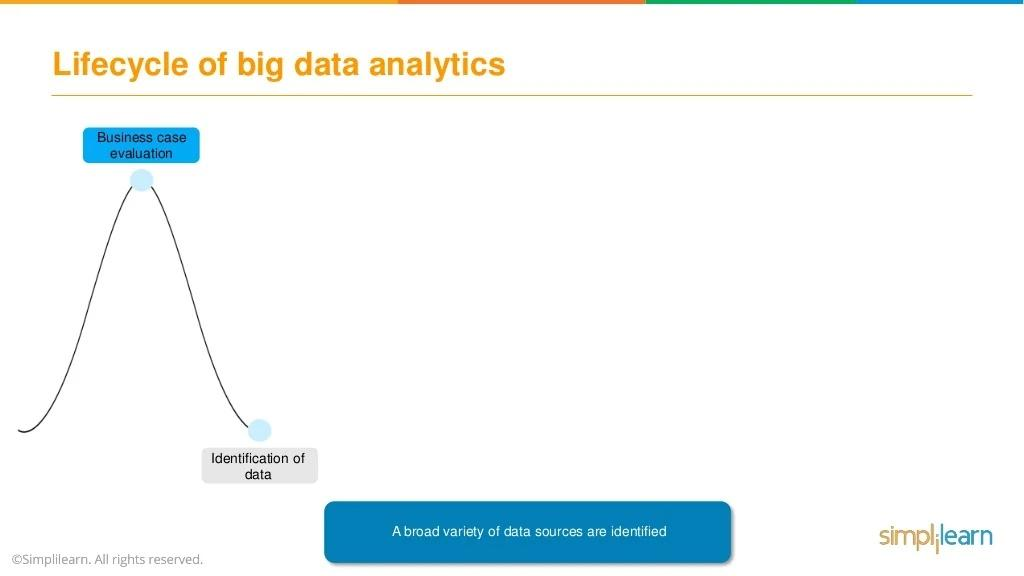 Lifecycle of big data analytics
Business case
evaluation
Identification of
data
A broad variety of data sources are identified
simplilearn
©Simplilearn. All rights reserved.